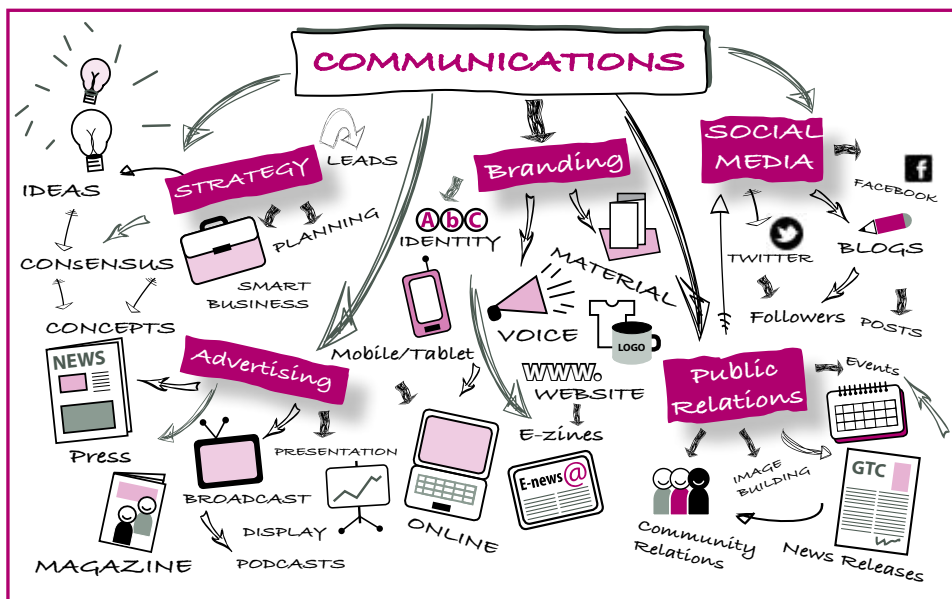 COMMUNICATIONS
IDEAS
STRATEGY
LEADS
PLANNING
SMART
BUSINESS
CONsENSUS
CONCEPTS
Branding
AbC
IDENTITY
MATERIAL
VOICE
LOGO
Mobile/Tablet
www.
WEBSITE
E-zines
E-news@
SOCIAL
MEDIA
f
FACEBOOK
TWITTER
BLOGS
Followers
POSTS
Advertising
NEWS
Press
MAGAZINE
BROADCAST
PODCASTS
PRESENTATION
DISPLAY
ONLINE
Public
Relations
Events
IMAGE
BUILDING
Community
Relations
GTC
News Releases